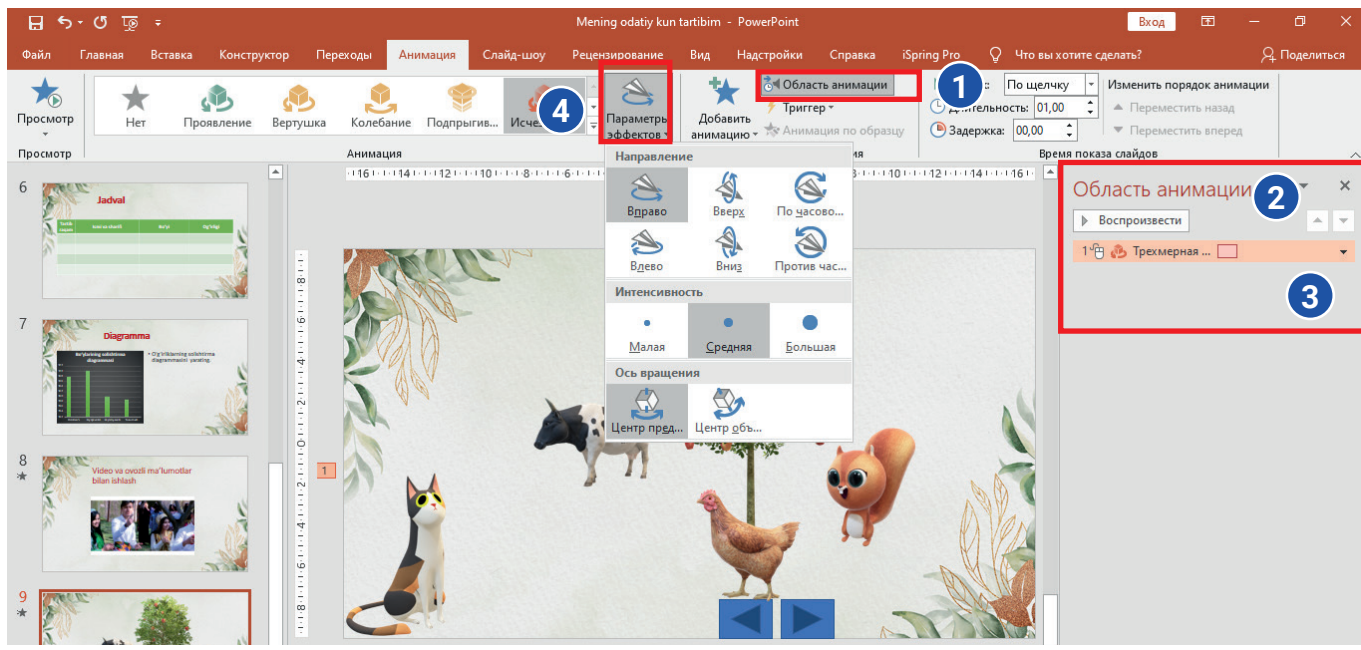 Mening odatiy kun tartibim - PowerPoint
Вход
Файл Главная Вставка Конструктор Переходы Анимация Слайд-шоу Рецензирование Вид Надстройки Справка iSpring Pro Что вы хотите сделать? Поделиться
Просмотр
Нет Проявление Вертушка Колебание Подпрыгив...
Параметры эффектов
Добавить анимацию
Область анимации
Триггер
Анимация по образцу
По щелчку
01,00
Задержка: 00,00
Изменить порядок анимации
Переместить назад
Переместить вперед
Просмотр
Анимация
Время показа слайдов
1
2
3
4
Направление
Вправо Вверх По часово...
Влево Вниз Против час...
Интенсивность
Малая Средняя Большая
Ось вращения
Центр пред... Центр объ...
Область анимации
Воспроизвести
1 Трехмерная ...
6
Jadval
7
Diagramma
8
Video va ovozli ma'lumotlar
bilan ishlash
9
1